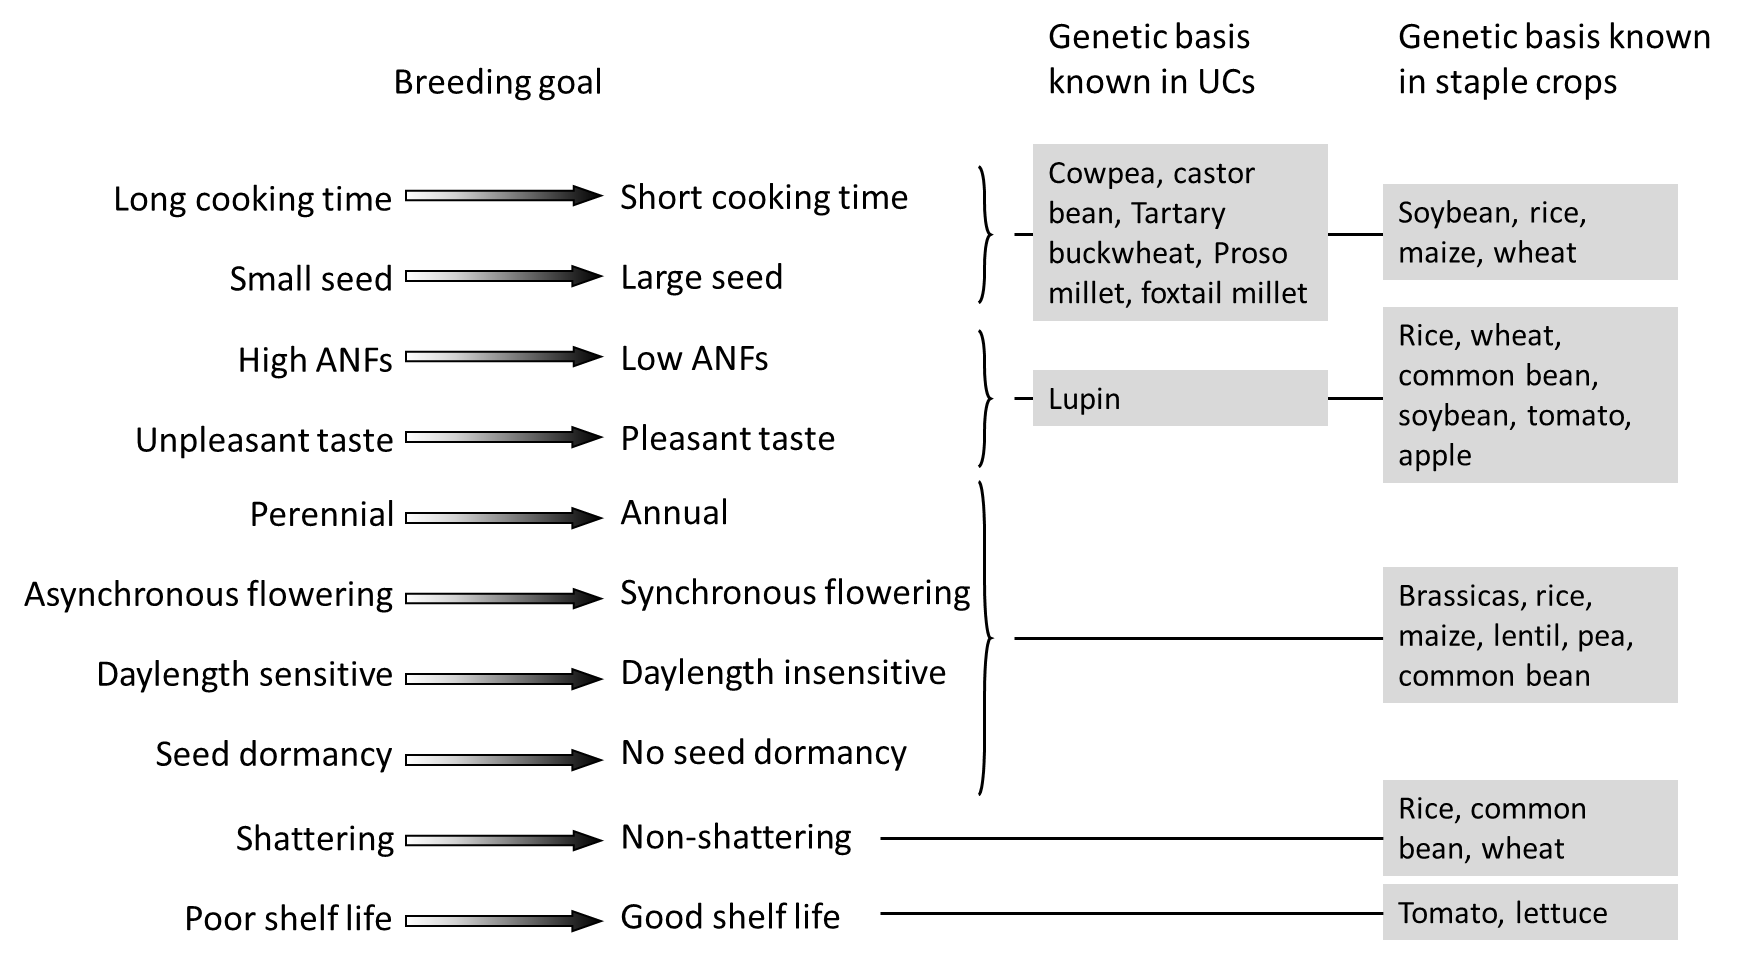 Breeding goal
Genetic basis
known in UCs
Genetic basis known
in staple crops
Long cooking time
Short cooking time
Small seed
Large seed
Cowpea, castor
bean, Tartary
buckwheat, Proso
millet, foxtail millet
Soybean, rice,
maize, wheat
High ANFs
Low ANFs
Unpleasant taste
Pleasant taste
Lupin
Rice, wheat,
common bean,
soybean, tomato,
apple
Perennial
Annual
Asynchronous flowering
Synchronous flowering
Daylength sensitive
Daylength insensitive
Seed dormancy
No seed dormancy
Brassicas, rice,
maize, lentil, pea,
common bean
Shattering
Non-shattering
Rice, common
bean, wheat
Poor shelf life
Good shelf life
Tomato, lettuce